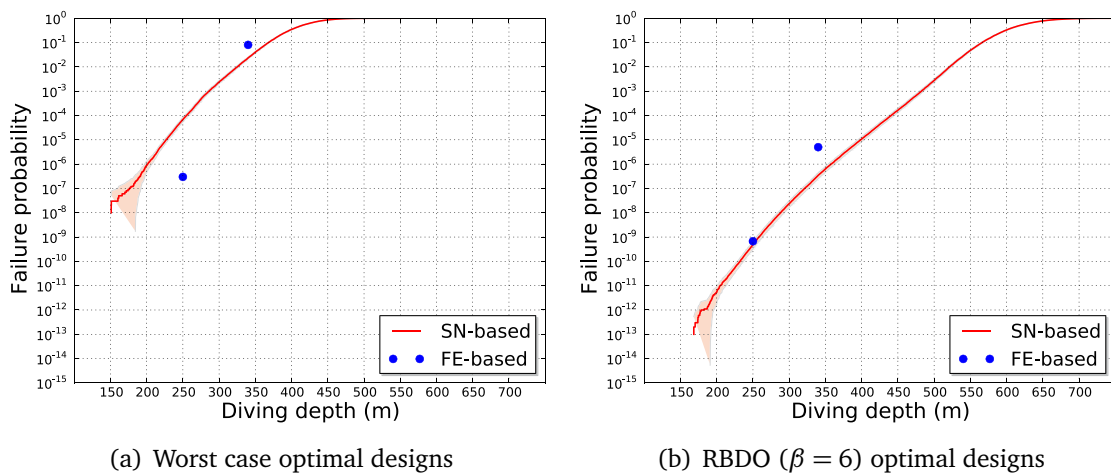 10^0
10^-1
10^-2
10^-3
10^-4
10^-5
10^-6
10^-7
10^-8
10^-9
10^-10
10^-11
10^-12
10^-13
10^-14
10^-15
Failure probability
150 200 250 300 350 400 450 500 550 600 650 700
Diving depth (m)
SN-based
FE-based
(a) Worst case optimal designs
10^0
10^-1
10^-2
10^-3
10^-4
10^-5
10^-6
10^-7
10^-8
10^-9
10^-10
10^-11
10^-12
10^-13
10^-14
10^-15
Failure probability
150 200 250 300 350 400 450 500 550 600 650 700
Diving depth (m)
SN-based
FE-based
(b) RBDO (β = 6) optimal designs